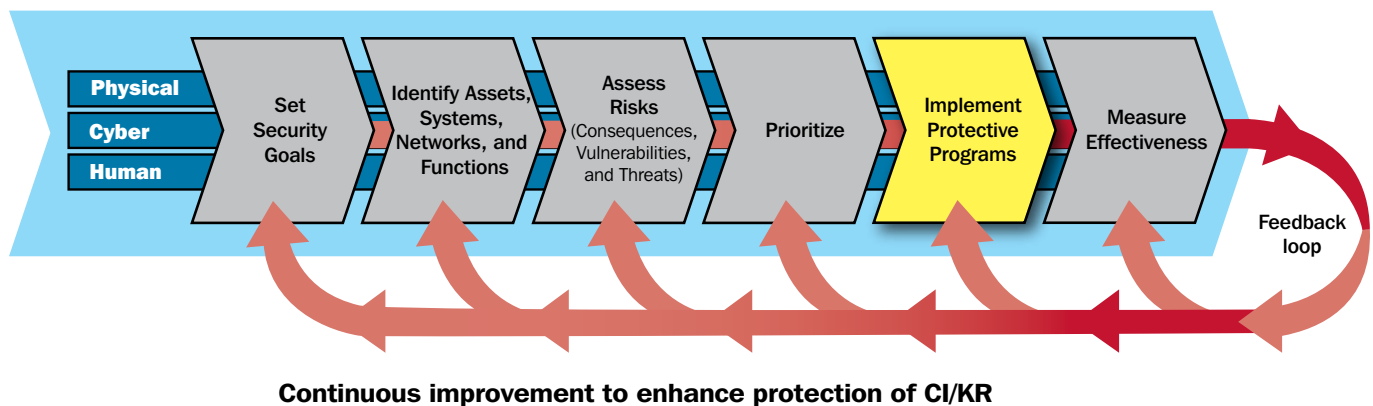 Physical
Cyber
Human
Set
Security
Goals
Identify Assets,
Systems,
Networks, and
Functions
Assess
Risks
(Consequences,
Vulnerabilities,
and Threats)
Prioritize
Implement
Protective
Programs
Measure
Effectiveness
Feedback
loop
Continuous improvement to enhance protection of CI/KR